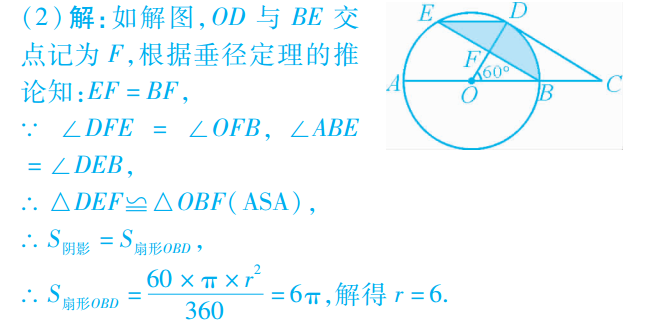 (2)解:如解图,OD 与 BE 交
点记为 F,根据垂径定理的推
论知:EF=BF,
∵ ∠DFE = ∠OFB, ∠ABE
=∠DEB,
∴ △DEF≌△OBF(ASA),
∴ S阴影 = S扇形OBD,
∴ S扇形OBD = 60×π×r²/360 = 6π,解得 r=6.
E D
F
60°
A O B C